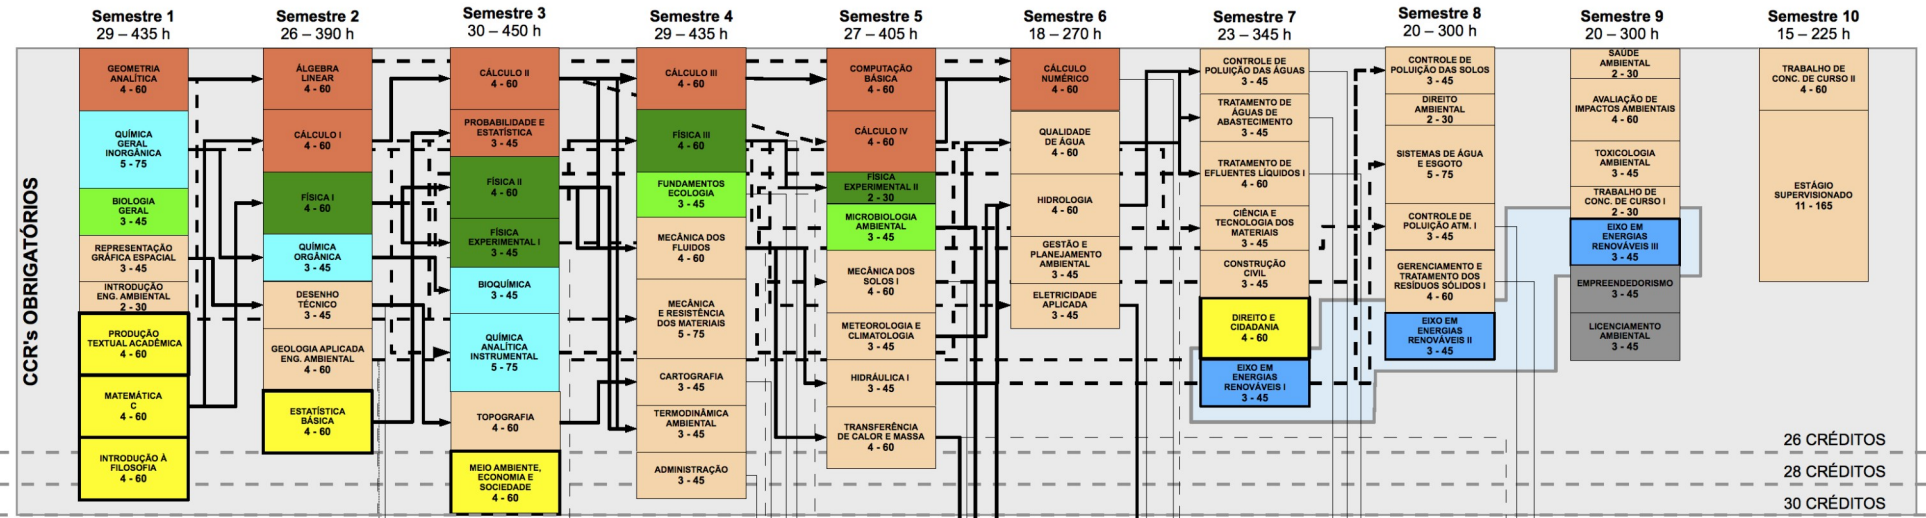 Semestre 1
29 – 435 h
Semestre 2
26 – 390 h
Semestre 3
30 – 450 h
Semestre 4
29 – 435 h
Semestre 5
27 – 405 h
Semestre 6
18 – 270 h
Semestre 7
23 – 345 h
Semestre 8
20 – 300 h
Semestre 9
20 – 300 h
Semestre 10
15 – 225 h
CCR's OBRIGATÓRIOS
GEOMETRIA
ANALÍTICA
4 - 60
QUÍMICA
GERAL
INORGÂNICA
5 - 75
BIOLOGIA
GERAL
3 - 45
REPRESENTAÇÃO
GRÁFICA ESPACIAL
3 - 45
INTRODUÇÃO
ENG. AMBIENTAL
2 - 30
PRODUÇÃO
TEXTUAL ACADÊMICA
4 - 60
MATEMÁTICA
C
4 - 60
INTRODUÇÃO À
FILOSOFIA
4 - 60
ÁLGEBRA
LINEAR
4 - 60
CÁLCULO I
4 - 60
FÍSICA I
4 - 60
QUÍMICA
ORGÂNICA
3 - 45
DESENHO
TÉCNICO
3 - 45
GEOLOGIA APLICADA
ENG. AMBIENTAL
4 - 60
ESTATÍSTICA
BÁSICA
4 - 60
CÁLCULO II
4 - 60
PROBABILIDADE E
ESTATÍSTICA
3 - 45
FÍSICA II
4 - 60
FÍSICA
EXPERIMENTAL I
3 - 45
BIOQUÍMICA
3 - 45
QUÍMICA
ANALÍTICA
INSTRUMENTAL
5 - 75
TOPOGRAFIA
4 - 60
MEIO AMBIENTE,
ECONOMIA E
SOCIEDADE
4 - 60
CÁLCULO III
4 - 60
FÍSICA III
4 - 60
FUNDAMENTOS
ECOLOGIA
3 - 45
MECÂNICA DOS
FLUIDOS
4 - 60
MECÂNICA
E RESISTÊNCIA
DOS MATERIAIS
5 - 75
CARTOGRAFIA
3 - 45
TERMODINÂMICA
AMBIENTAL
3 - 45
ADMINISTRAÇÃO
3 - 45
COMPUTAÇÃO
BÁSICA
4 - 60
CÁLCULO IV
4 - 60
FÍSICA
EXPERIMENTAL II
2 - 30
MICROBIOLOGIA
AMBIENTAL
3 - 45
MECÂNICA DOS
SOLOS I
4 - 60
METEOROLOGIA E
CLIMATOLOGIA
3 - 45
HIDRÁULICA I
3 - 45
TRANSFERÊNCIA
DE CALOR E MASSA
4 - 60
CÁLCULO
NUMÉRICO
4 - 60
QUALIDADE
DE ÁGUA
4 - 60
HIDROLOGIA
4 - 60
GESTÃO E
PLANEJAMENTO
AMBIENTAL
3 - 45
ELETRICIDADE
APLICADA
3 - 45
CONTROLE DE
POLUIÇÃO DAS ÁGUAS
3 - 45
TRATAMENTO DE
ÁGUAS DE
ABASTECIMENTO
3 - 45
TRATAMENTO DE
EFLUENTES LÍQUIDOS I
4 - 60
CIÊNCIA E
TECNOLOGIA DOS
MATERIAIS
3 - 45
CONSTRUÇÃO
CIVIL
3 - 45
DIREITO E
CIDADANIA
4 - 60
EIXO EM
ENERGIAS
RENOVÁVEIS I
3 - 45
CONTROLE DE
POLUIÇÃO DAS SOLOS
3 - 45
DIREITO
AMBIENTAL
2 - 30
SISTEMAS DE ÁGUA
E ESGOTO
5 - 75
CONTROLE DE
POLUIÇÃO ATM. I
3 - 45
GERENCIAMENTO E
TRATAMENTO DOS
RESÍDUOS SÓLIDOS I
4 - 60
EIXO EM
ENERGIAS
RENOVÁVEIS II
3 - 45
SAÚDE
AMBIENTAL
2 - 30
AVALIAÇÃO DE
IMPACTOS AMBIENTAIS
4 - 60
TOXICOLOGIA
AMBIENTAL
3 - 45
TRABALHO DE
CONC. DE CURSO I
2 - 30
EIXO EM
ENERGIAS
RENOVÁVEIS III
3 - 45
EMPREENDEDORISMO
3 - 45
LICENCIAMENTO
AMBIENTAL
3 - 45
TRABALHO DE
CONC. DE CURSO II
4 - 60
ESTÁGIO
SUPERVISIONADO
11 - 165
26 CRÉDITOS
28 CRÉDITOS
30 CRÉDITOS